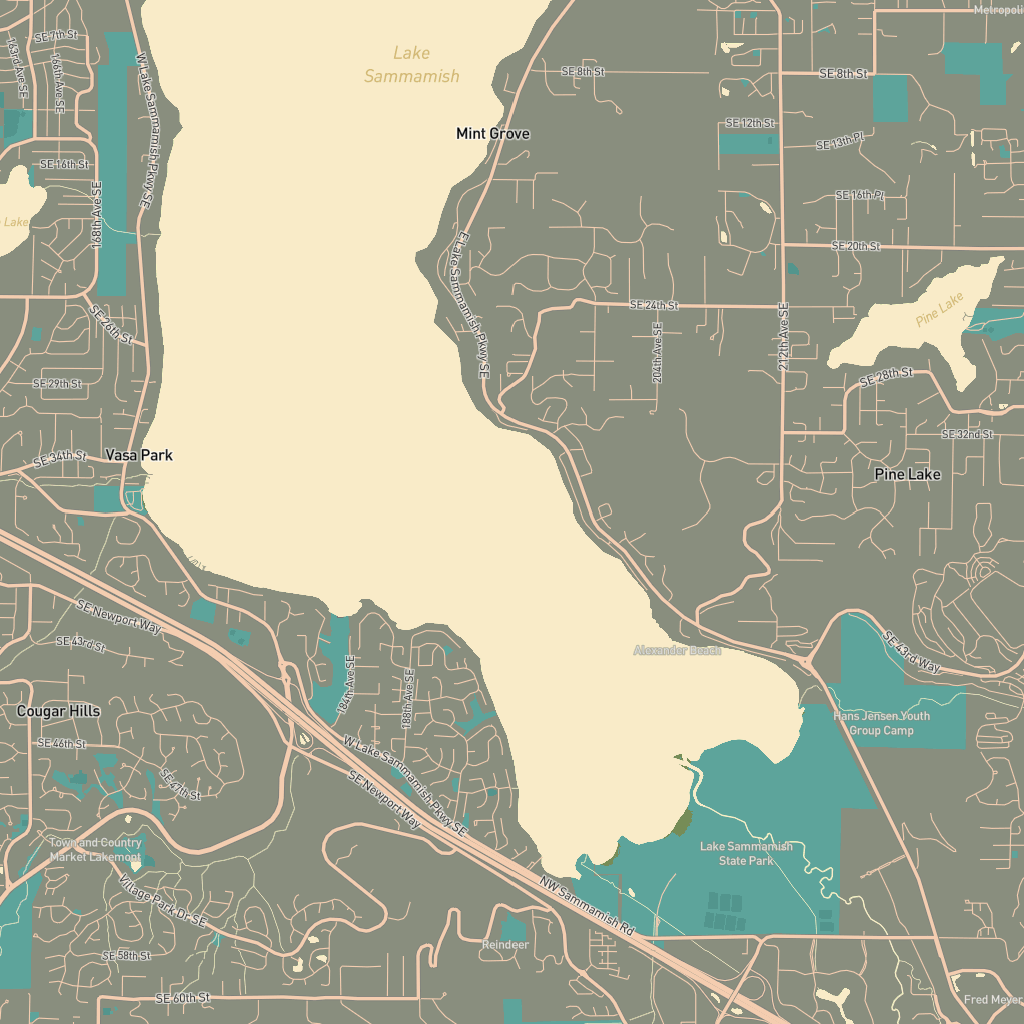 Metropolit
SE 7th St
163rd Ave SE
166th Ave SE
W Lake Sammamish Pkwy SE
Lake
Sammamish
SE 8th St
SE 8th St
Mint Grove
SE 12th St
SE 13th Pl
SE 16th St
168th Ave SE
SE 16th Pl
Lake
E Lake Sammamish Pkwy SE
SE 20th St
SE 26th St
SE 24th St
204th Ave SE
212th Ave SE
Pine Lake
SE 29th St
SE 28th St
SE 34th St
Vasa Park
SE 32nd St
Pine Lake
SE Newport Way
SE 43rd St
184th Ave SE
188th Ave SE
Alexander Beach
SE 43rd Way
Cougar Hills
Hans Jensen Youth
Group Camp
SE 46th St
SE 47th St
W Lake Sammamish Pkwy SE
SE Newport Way
Town and Country
Market Lakemont
Lake Sammamish
State Park
Village Park Dr SE
NW Sammamish Rd
SE 58th St
Reindeer
SE 60th St
Fred Meyer